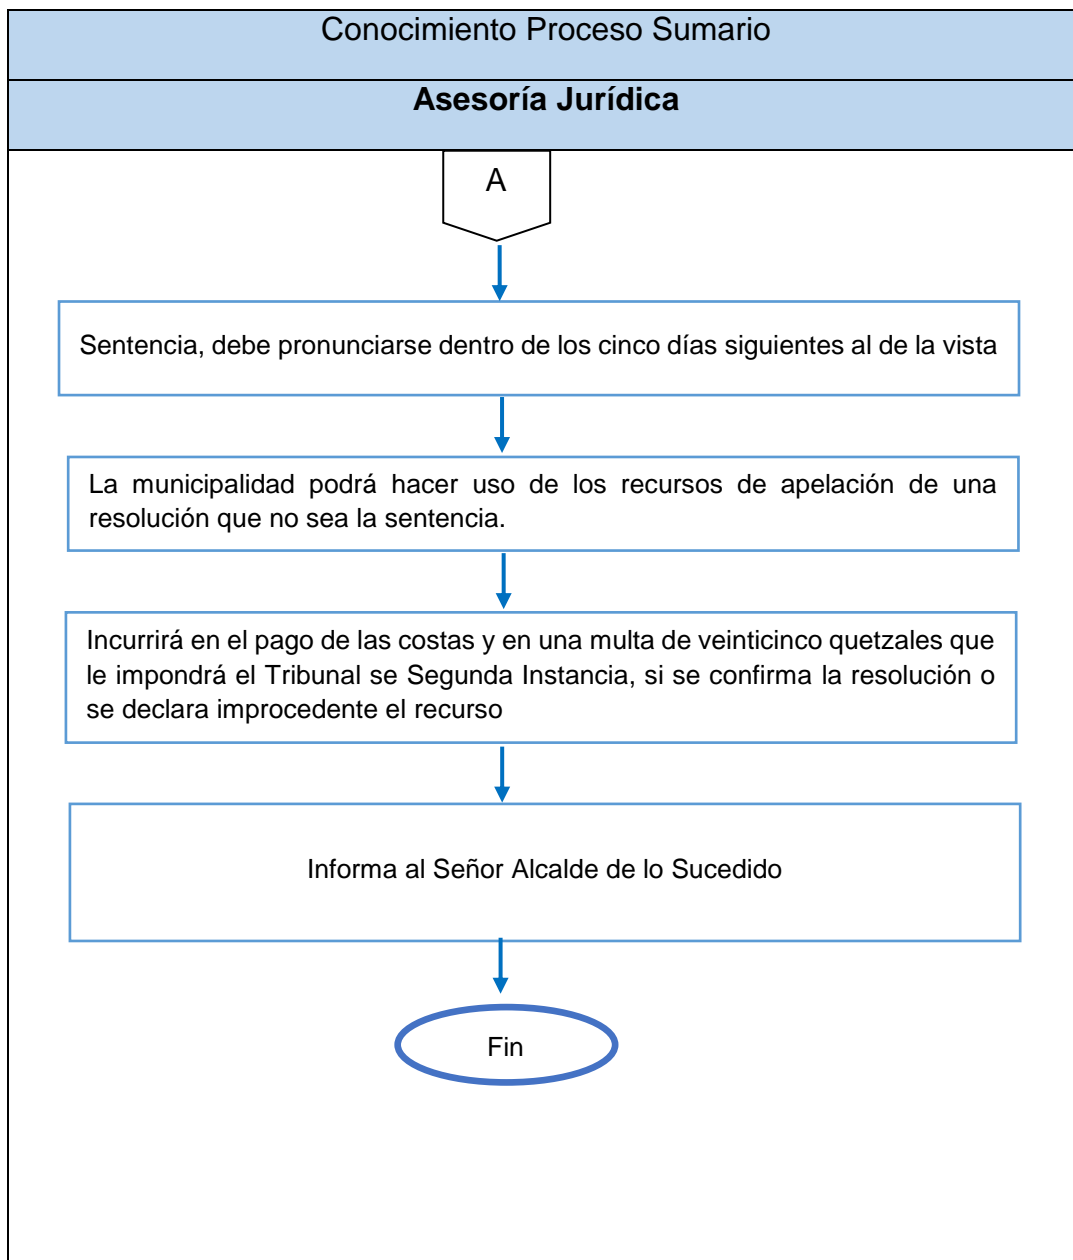 Conocimiento Proceso Sumario
Asesoría Jurídica
A
Sentencia, debe pronunciarse dentro de los cinco días siguientes al de la vista
La municipalidad podrá hacer uso de los recursos de apelación de una
resolución que no sea la sentencia.
Incurrirá en el pago de las costas y en una multa de veinticinco quetzales que
le impondrá el Tribunal se Segunda Instancia, si se confirma la resolución o
se declara improcedente el recurso
Informa al Señor Alcalde de lo Sucedido
Fin